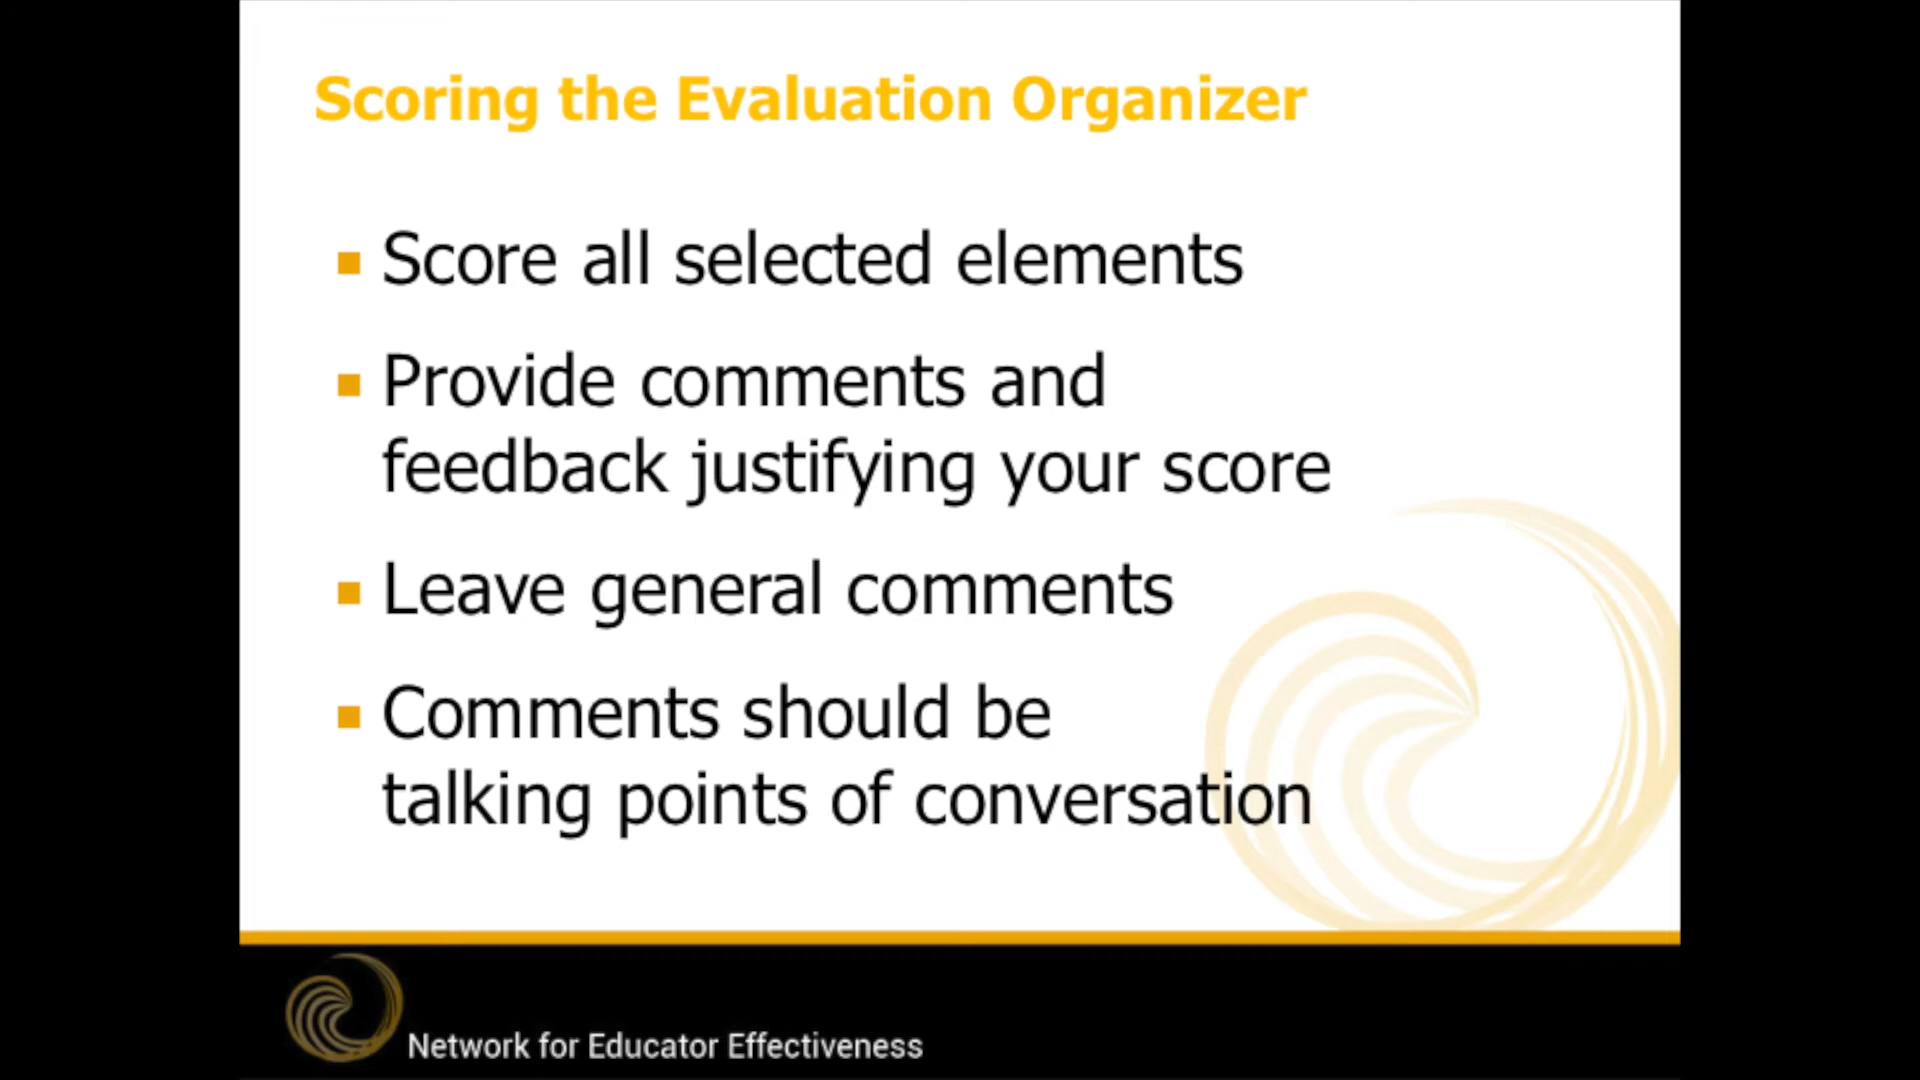 Scoring the Evaluation Organizer
Score all selected elements
Provide comments and
feedback justifying your score
Leave general comments
Comments should be
talking points of conversation
Network for Educator Effectiveness